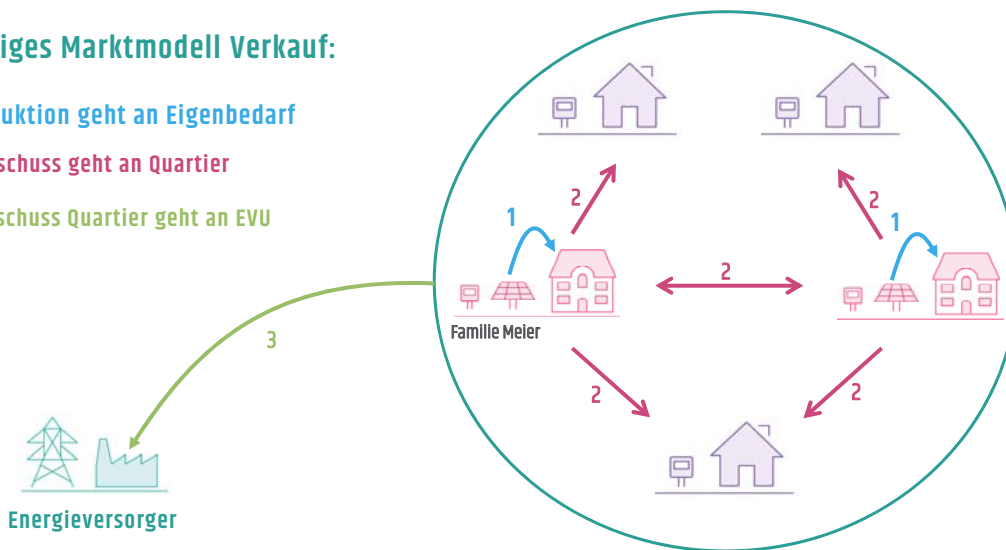 iges Marktmodell Verkauf:
uktion geht an Eigenbedarf
schuss geht an Quartier
schuss Quartier geht an EVU
2
2
1
1
2
Familie Meier
3
2
2
Energieversorger